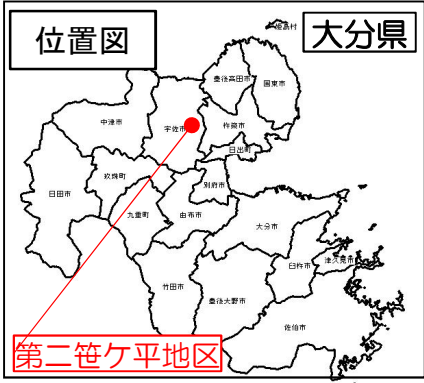 位置図
大分県
姫島村
豊後高田市
国東市
中津市
宇佐市
杵築市
日出町
日田市
玖珠町
別府市
九重町
由布市
大分市
臼杵市
津久見市
竹田市
豊後大野市
佐伯市
第二笹ケ平地区